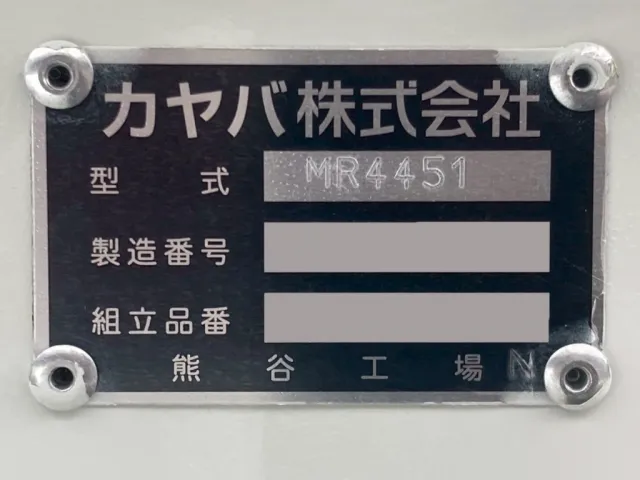 カヤバ株式会社
型式 MR4451
製造番号
組立品番
熊谷工場 N